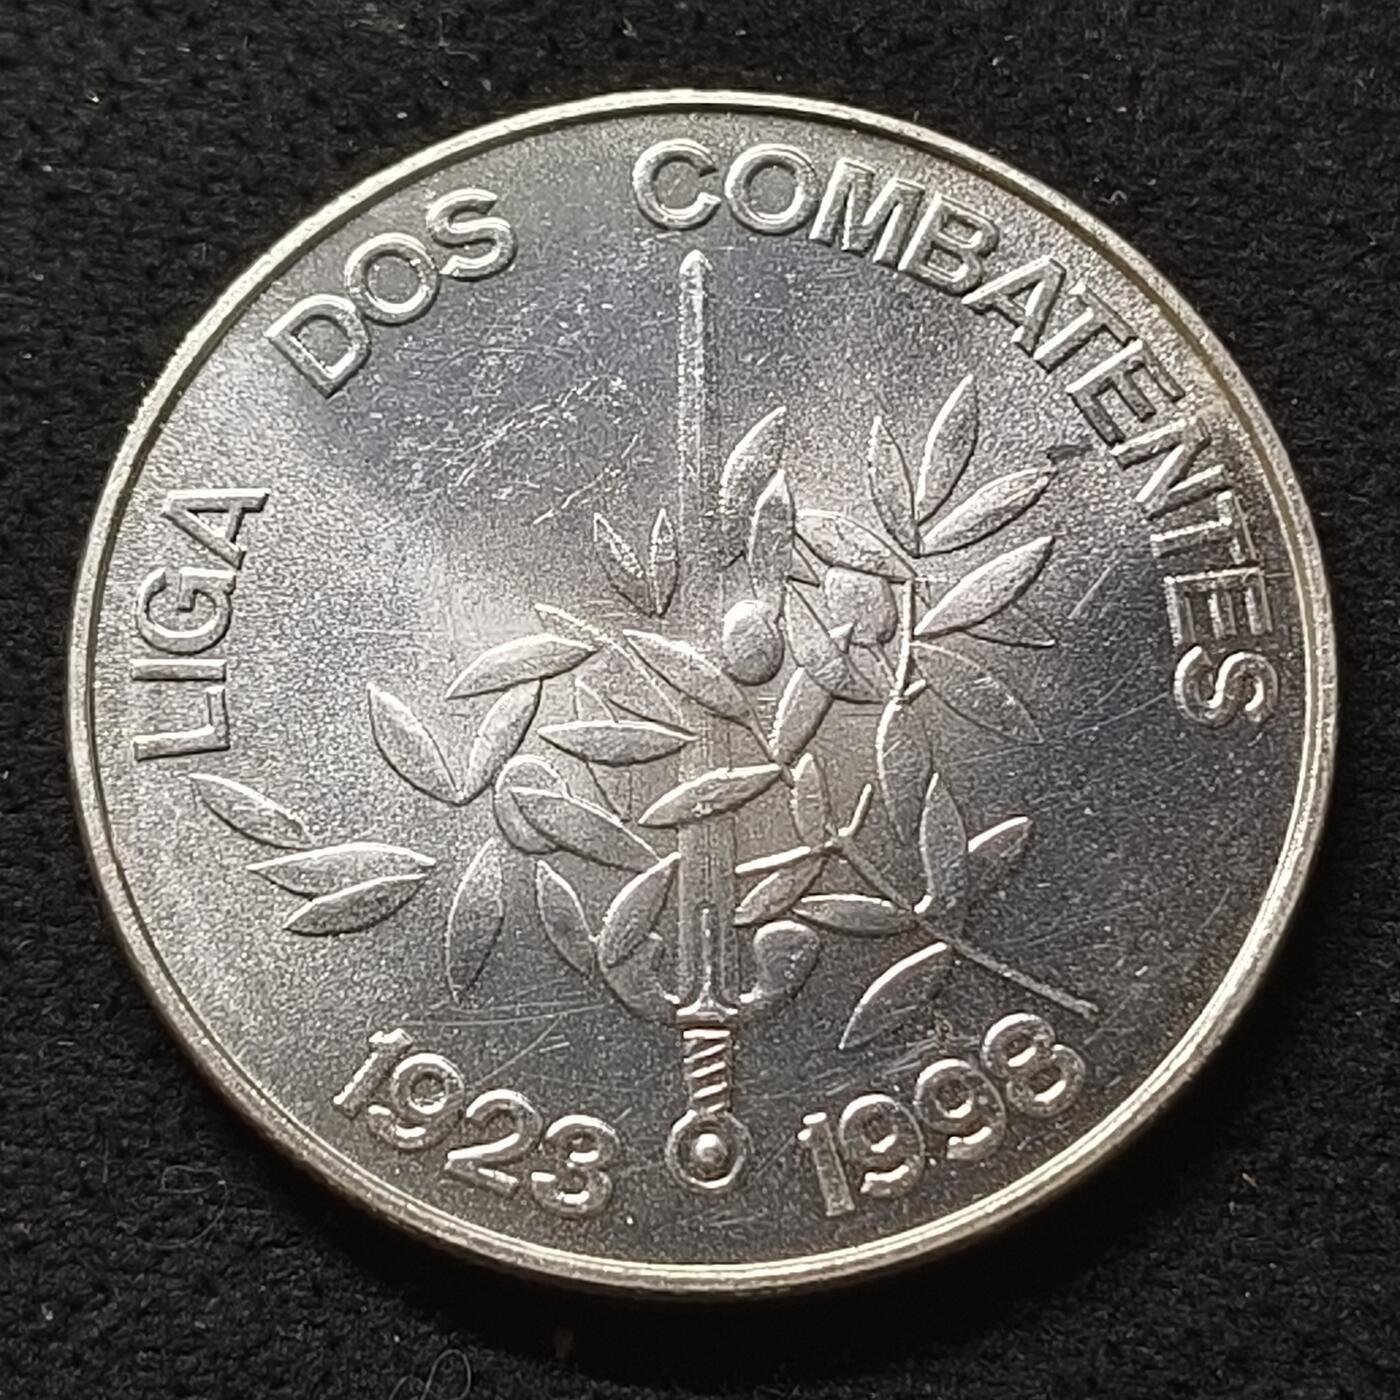 LIGA DOS COMBATENTES
1923 1998